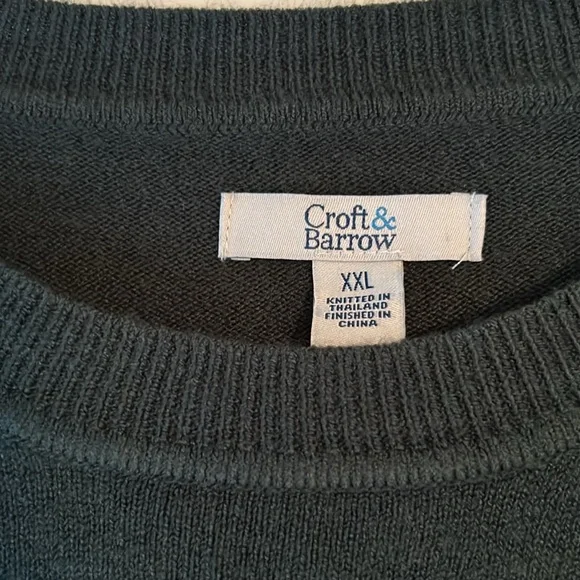 Croft&
Barrow
XXL
KNITTED IN
THAILAND
FINISHED IN
CHINA